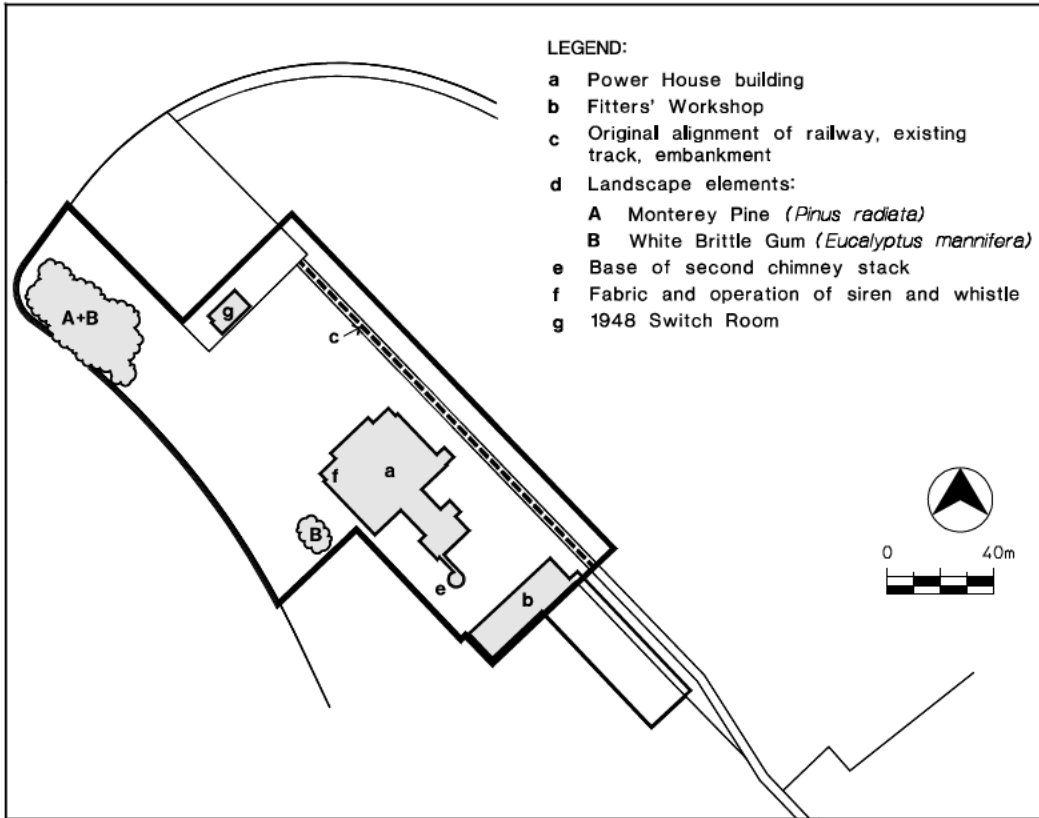 LEGEND:
a Power House building
b Fitters' Workshop
c Original alignment of railway, existing
track, embankment
d Landscape elements:
A Monterey Pine (Pinus radiata)
B White Brittle Gum (Eucalyptus mannifera)
e Base of second chimney stack
f Fabric and operation of siren and whistle
g 1948 Switch Room
g
A+B
c
f
a
B
e
b
0 40m